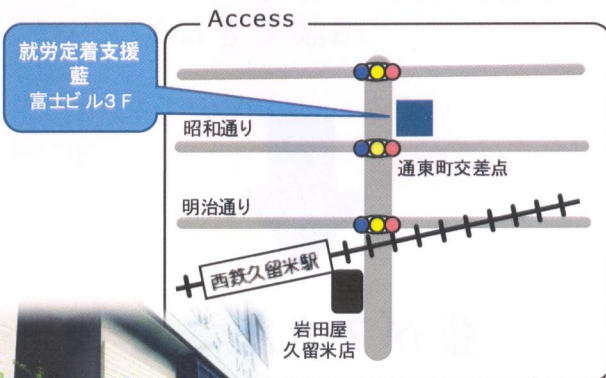 Access
就労定着支援
藍
富士ビル3F
昭和通り
通東町交差点
明治通り
西鉄久留米駅
岩田屋
久留米店